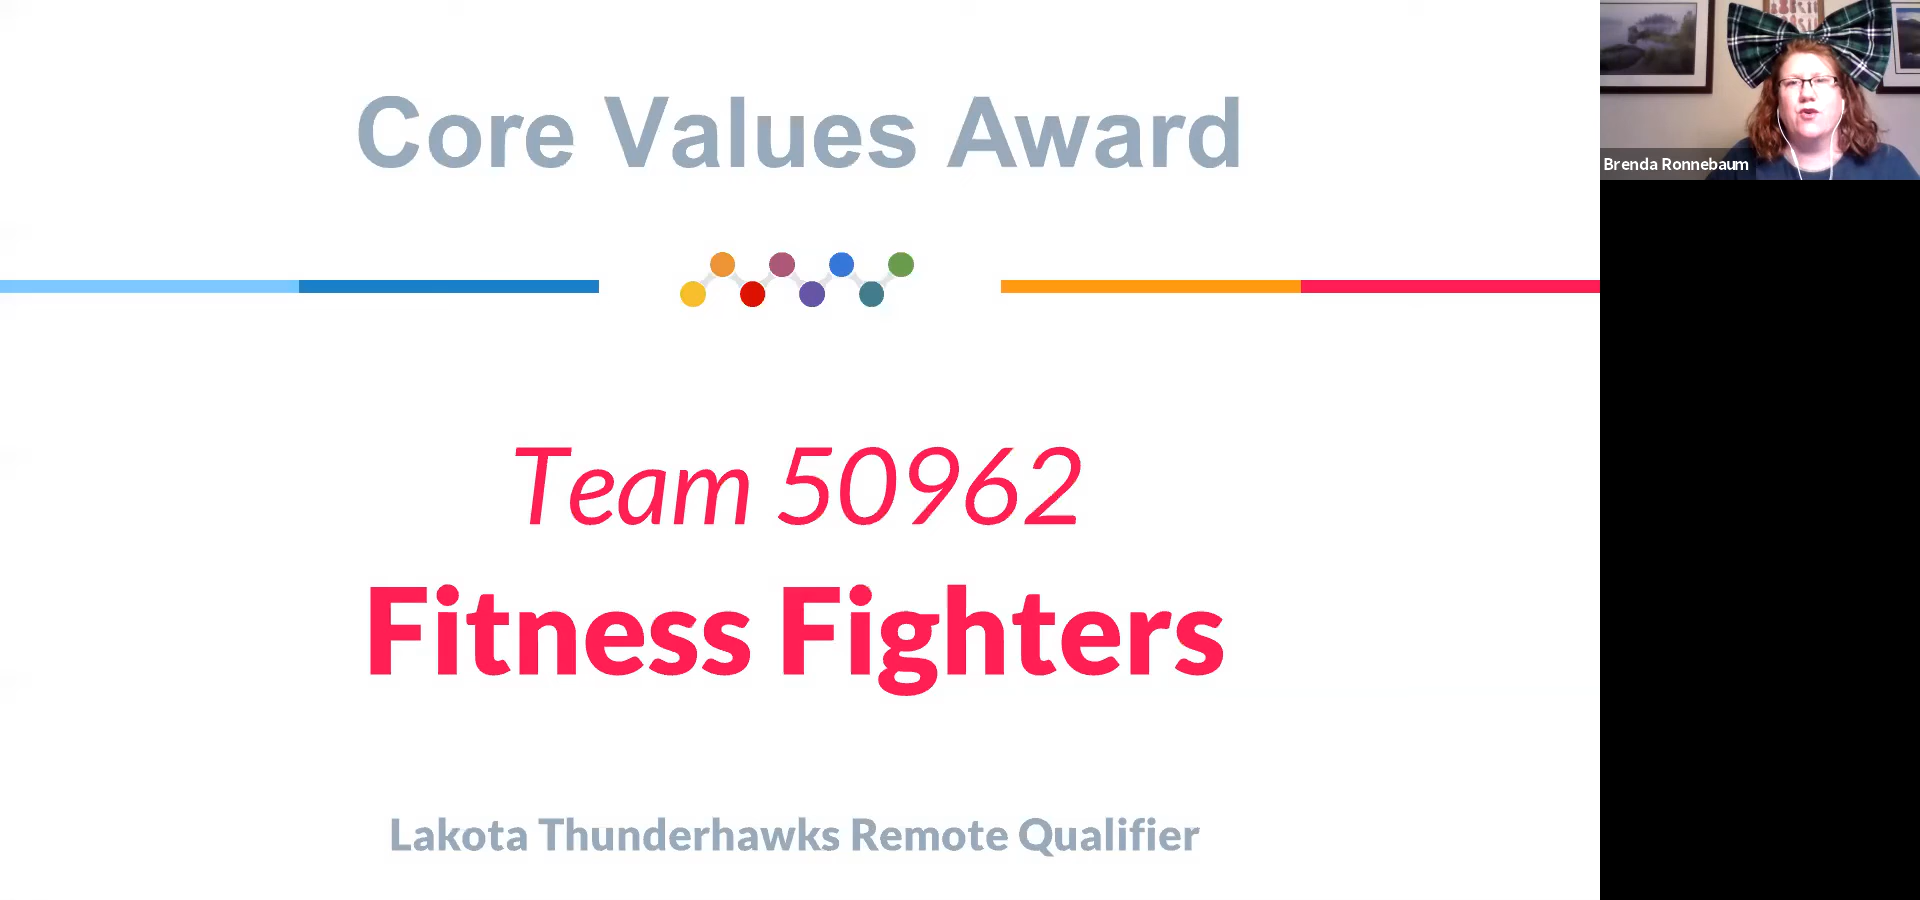 Core Values Award
Brenda Ronnebaum
Team 50962
Fitness Fighters
Lakota Thunderhawks Remote Qualifier